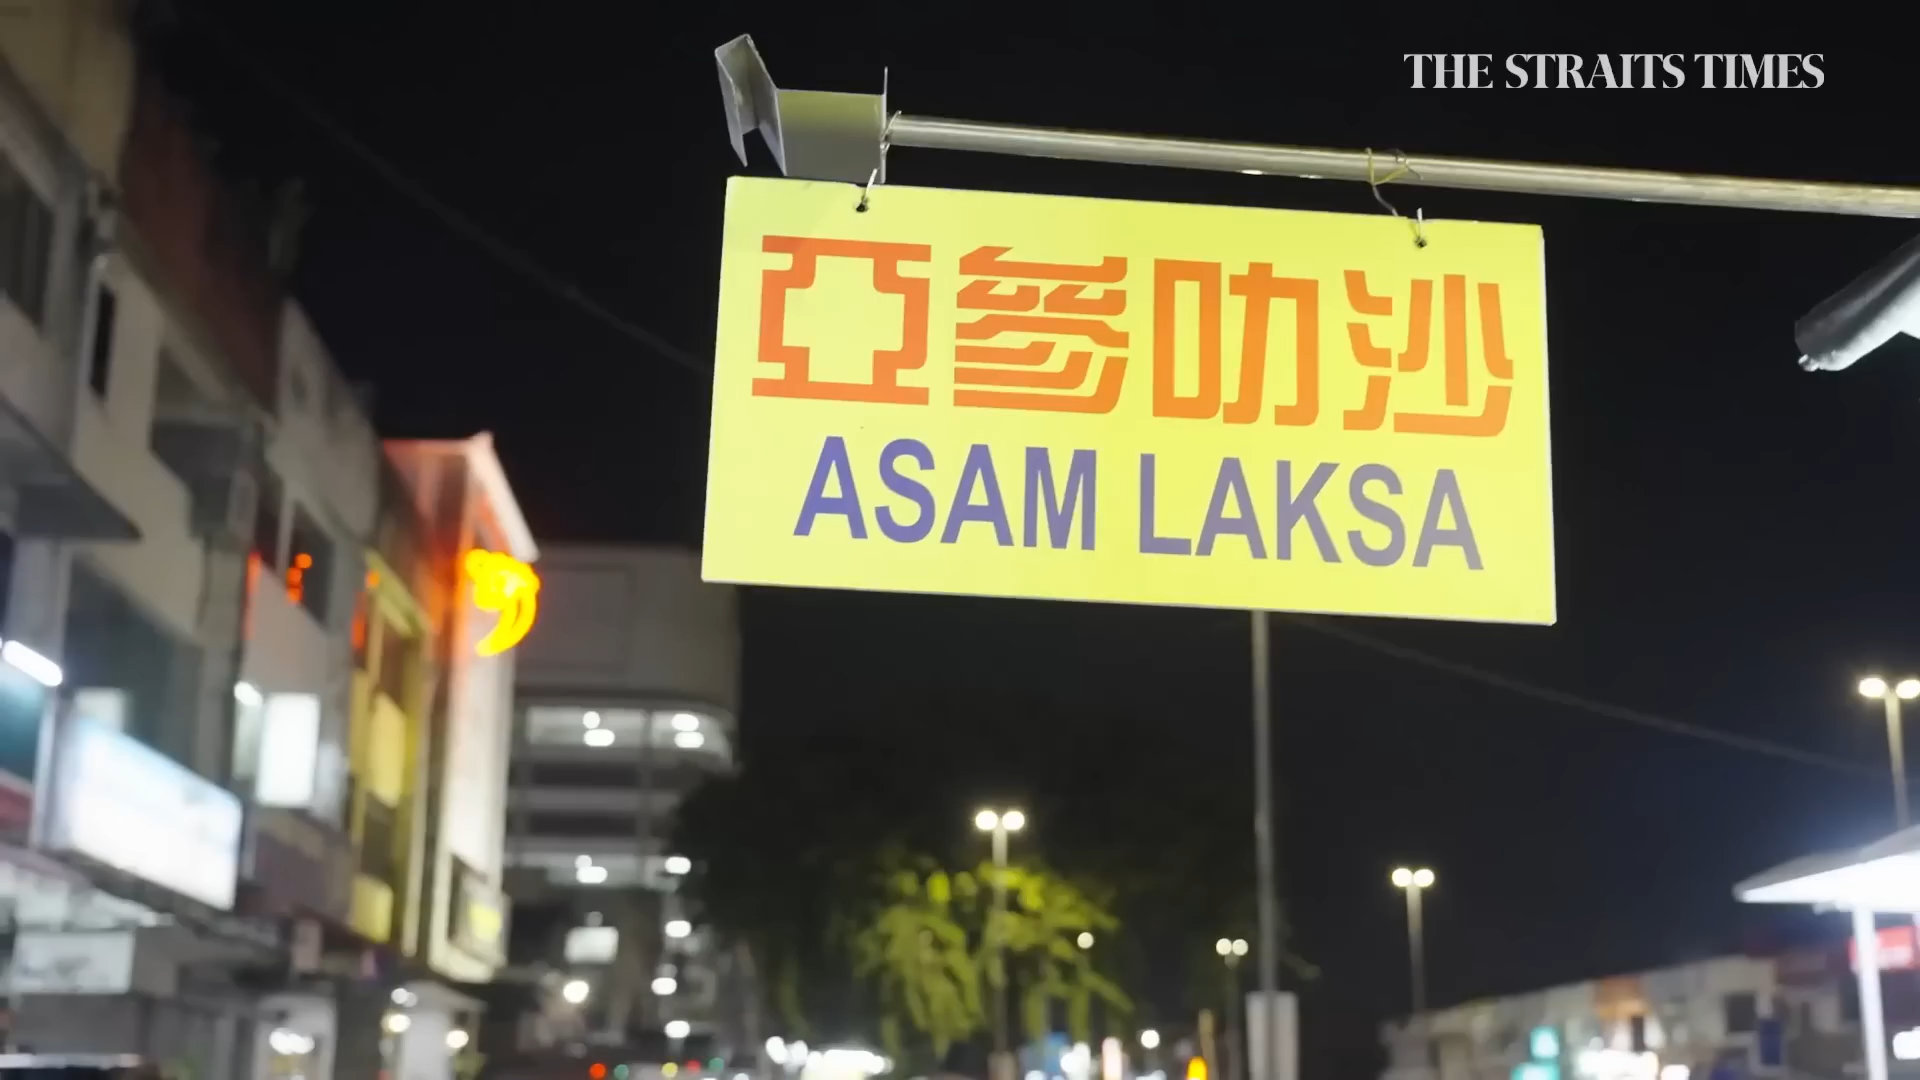 THE STRAITS TIMES
亞參叻沙
ASAM LAKSA